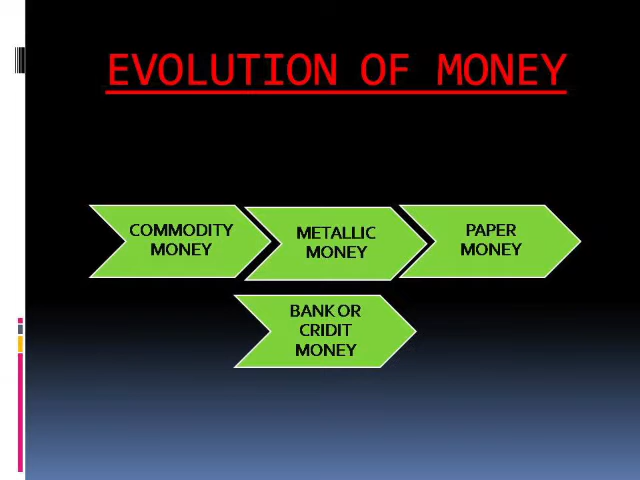 EVOLUTION OF MONEY
COMMODITY
MONEY
METALLIC
MONEY
PAPER
MONEY
BANK OR
CRIDIT
MONEY